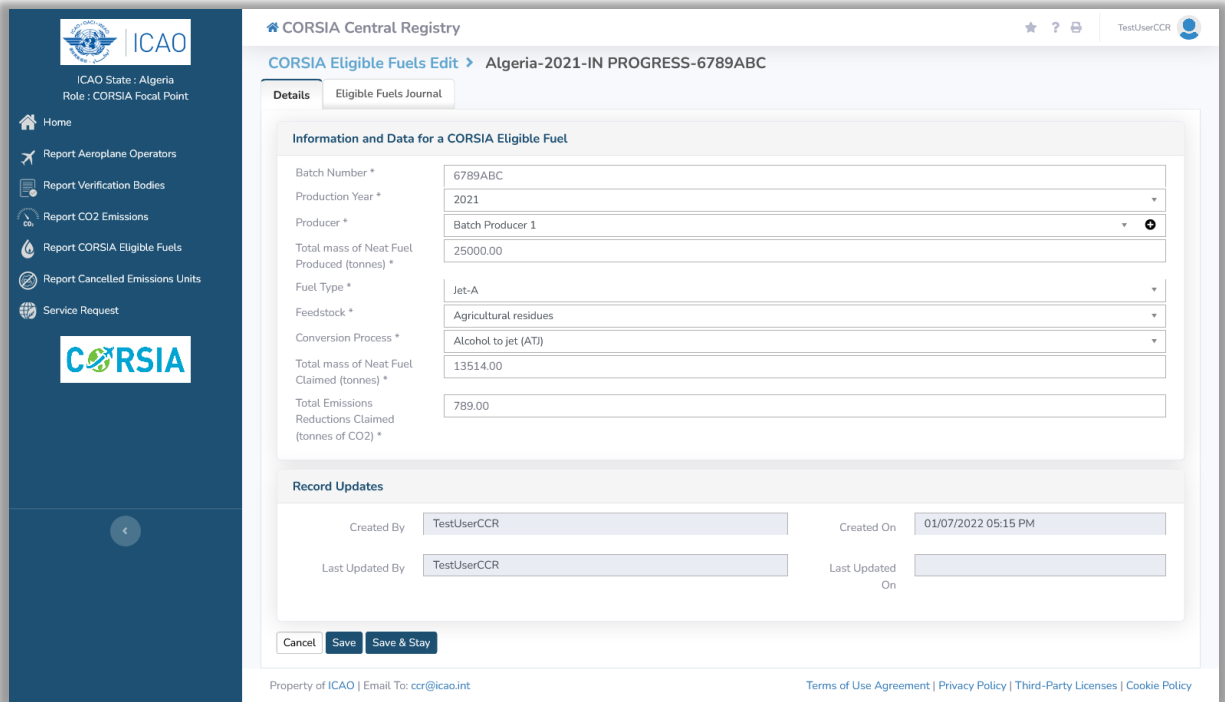 ICAO
ICAO State : Algeria
Role : CORSIA Focal Point
Home
Report Aeroplane Operators
Report Verification Bodies
CO₂
Report CO2 Emissions
Report CORSIA Eligible Fuels
Report Cancelled Emissions Units
Service Request
CORSIA
CORSIA Central Registry
? TestUserCCR
CORSIA Eligible Fuels Edit > Algeria-2021-IN PROGRESS-6789ABC
Details Eligible Fuels Journal
Information and Data for a CORSIA Eligible Fuel
Batch Number * 6789ABC
Production Year * 2021
Producer * Batch Producer 1
Total mass of Neat Fuel
Produced (tonnes) * 25000.00
Fuel Type * Jet-A
Feedstock * Agricultural residues
Conversion Process * Alcohol to jet (ATJ)
Total mass of Neat Fuel
Claimed (tonnes) * 13514.00
Total Emissions
Reductions Claimed
(tonnes of CO2) * 789.00
Record Updates
Created By TestUserCCR Created On 01/07/2022 05:15 PM
Last Updated By TestUserCCR Last Updated
On
Cancel Save Save & Stay
Property of ICAO | Email To: ccr@icao.int Terms of Use Agreement | Privacy Policy | Third-Party Licenses | Cookie Policy